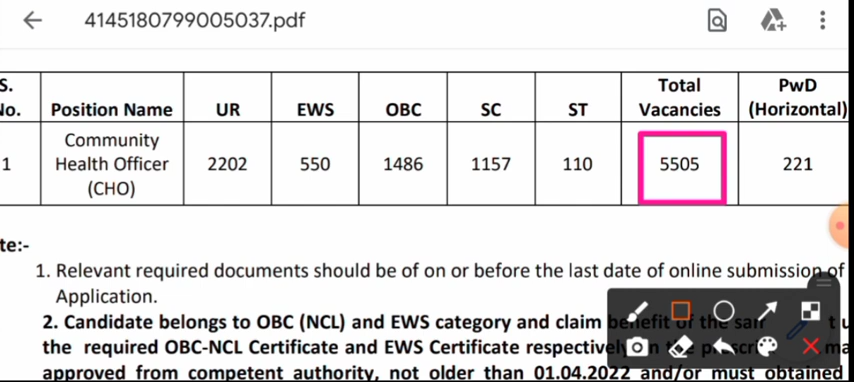 4145180799005037.pdf
S. No. Position Name UR EWS OBC SC ST Total Vacancies PwD (Horizontal)
1 Community Health Officer (CHO) 2202 550 1486 1157 110 5505 221
te:-
1. Relevant required documents should be of on or before the last date of online submission of
Application.
2. Candidate belongs to OBC (NCL) and EWS category and claim benefit of the
the required OBC-NCL Certificate and EWS Certificate
approved from competent authority, not older than 01.04.2022 and/or must obtained